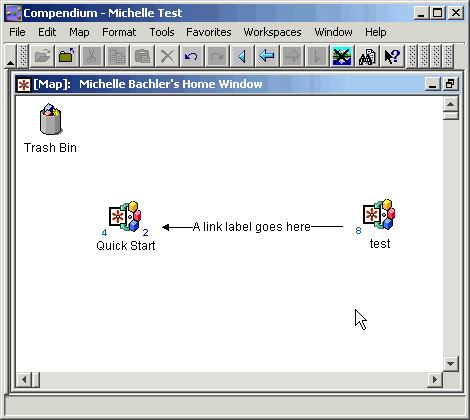 Compendium - Michelle Test
File Edit Map Format Tools Favorites Workspaces Window Help
[Map]: Michelle Bachler's Home Window
Trash Bin
4 2
Quick Start
A link label goes here
8
test